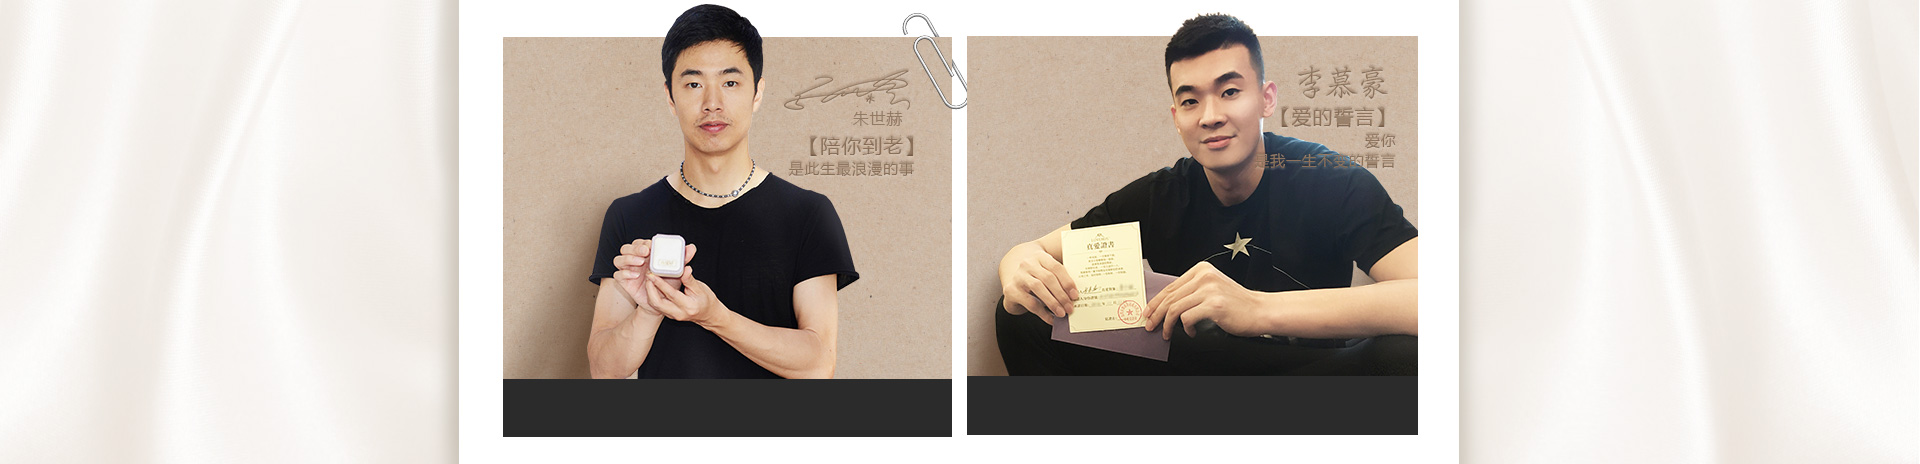 朱世赫
【陪你到老】
是此生最浪漫的事
李慕豪
【爱的誓言】
爱你
是我一生不变的誓言
真爱證書